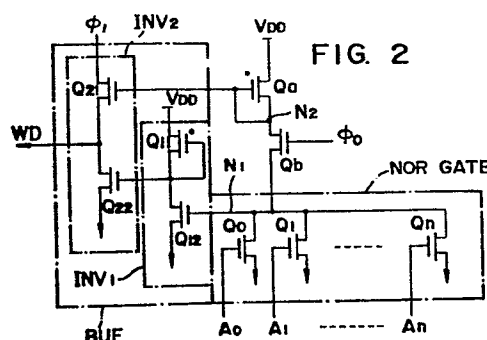 FIG. 2
φ₁
INV₂
VDD
Q₂
Qa
VDD
N₂
WD
Q₁
Qb
φ₀
N₁
NOR GATE
Q₂₂
Q₁₂
Q₀
Q₁
Qn
INV₁
BUF
A₀
A₁
An